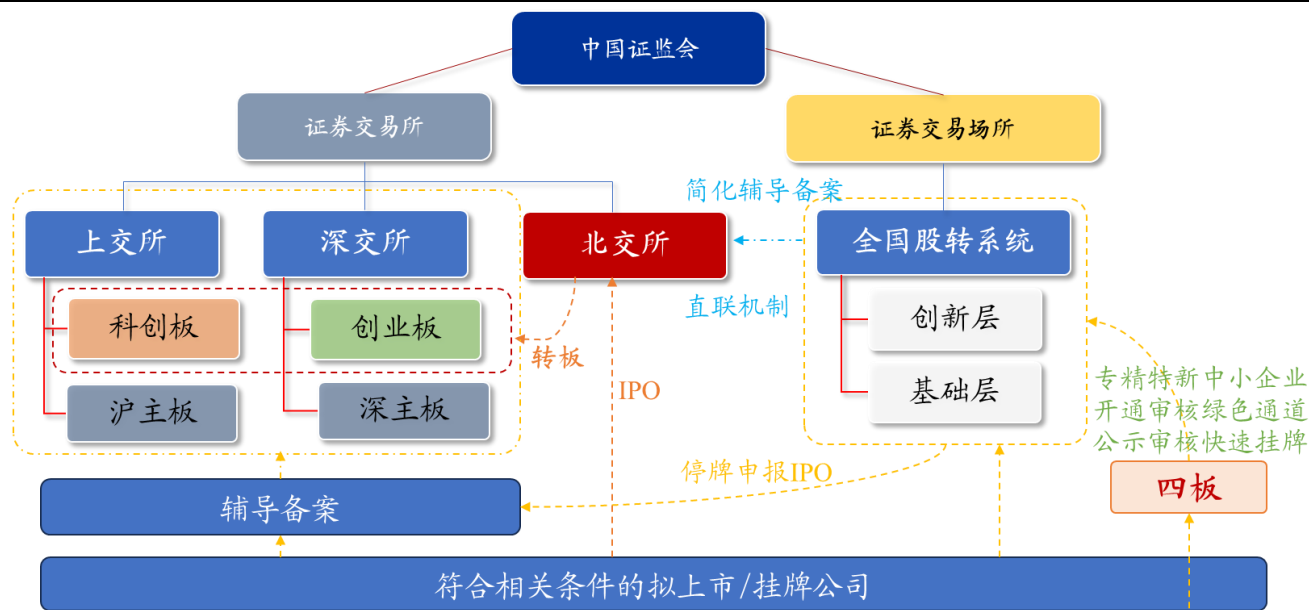 中国证监会
证券交易所
证券交易场所
简化辅导备案
上交所
深交所
北交所
全国股转系统
直联机制
科创板
创业板
转板
创新层
IPO
沪主板
深主板
基础层
专精特新中小企业
开通审核绿色通道
公示审核快速挂牌
停牌申报IPO
四板
辅导备案
符合相关条件的拟上市/挂牌公司